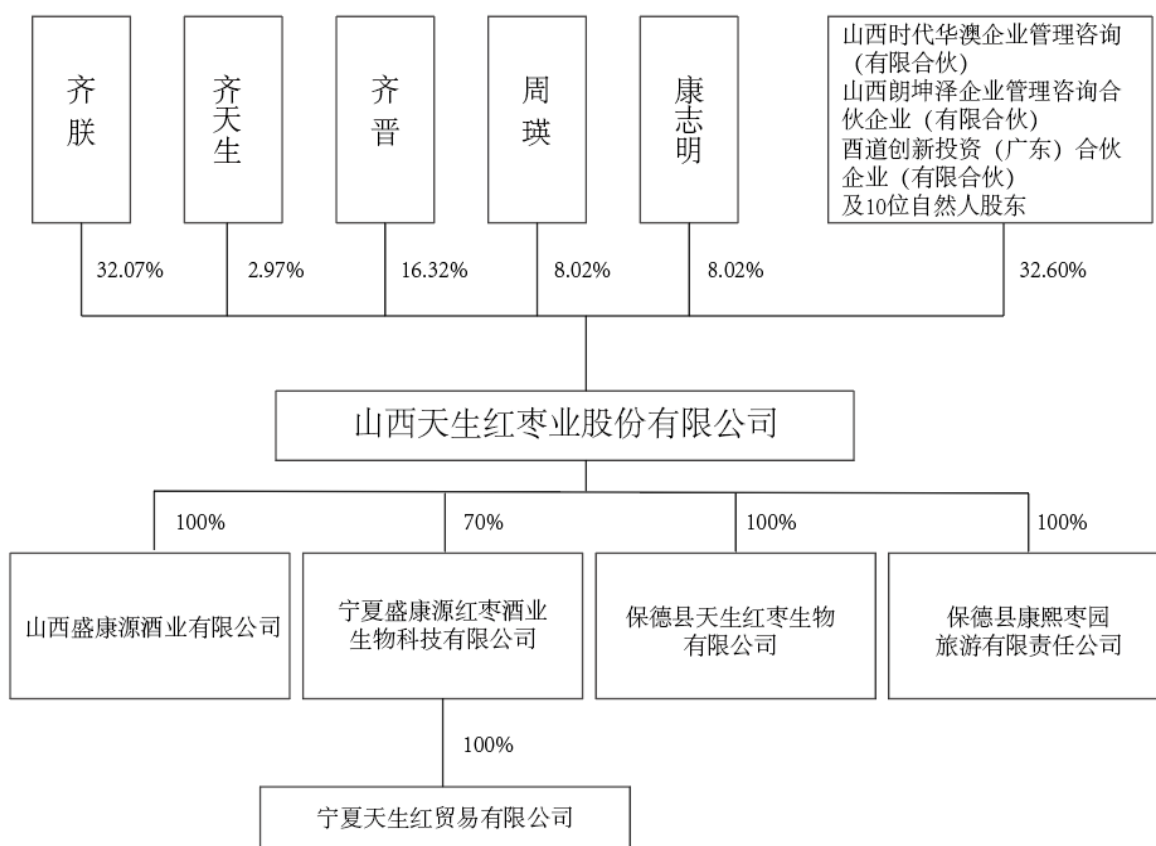 齐朕
齐天生
齐晋
周瑛
康志明
山西时代华澳企业管理咨询
（有限合伙）
山西朗坤泽企业管理咨询合
伙企业（有限合伙）
酉道创新投资（广东）合伙
企业（有限合伙）
及10位自然人股东
32.07%
2.97%
16.32%
8.02%
8.02%
32.60%
山西天生红枣业股份有限公司
100%
70%
100%
100%
山西盛康源酒业有限公司
宁夏盛康源红枣酒业
生物科技有限公司
保德县天生红枣生物
有限公司
保德县康熙枣园
旅游有限责任公司
100%
宁夏天生红贸易有限公司